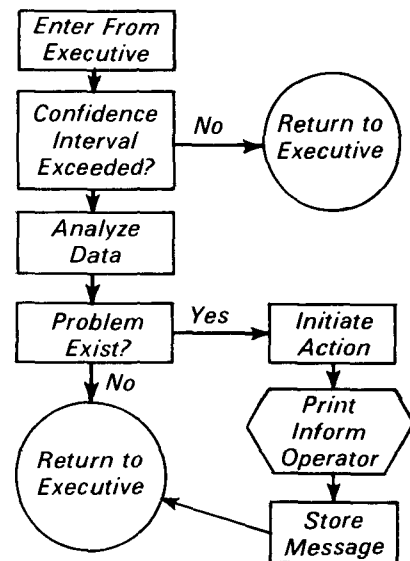 Enter From
Executive
Confidence
Interval
Exceeded?
No
Return to
Executive
Analyze
Data
Problem
Exist?
Yes
Initiate
Action
No
Print
Inform
Operator
Return to
Executive
Store
Message